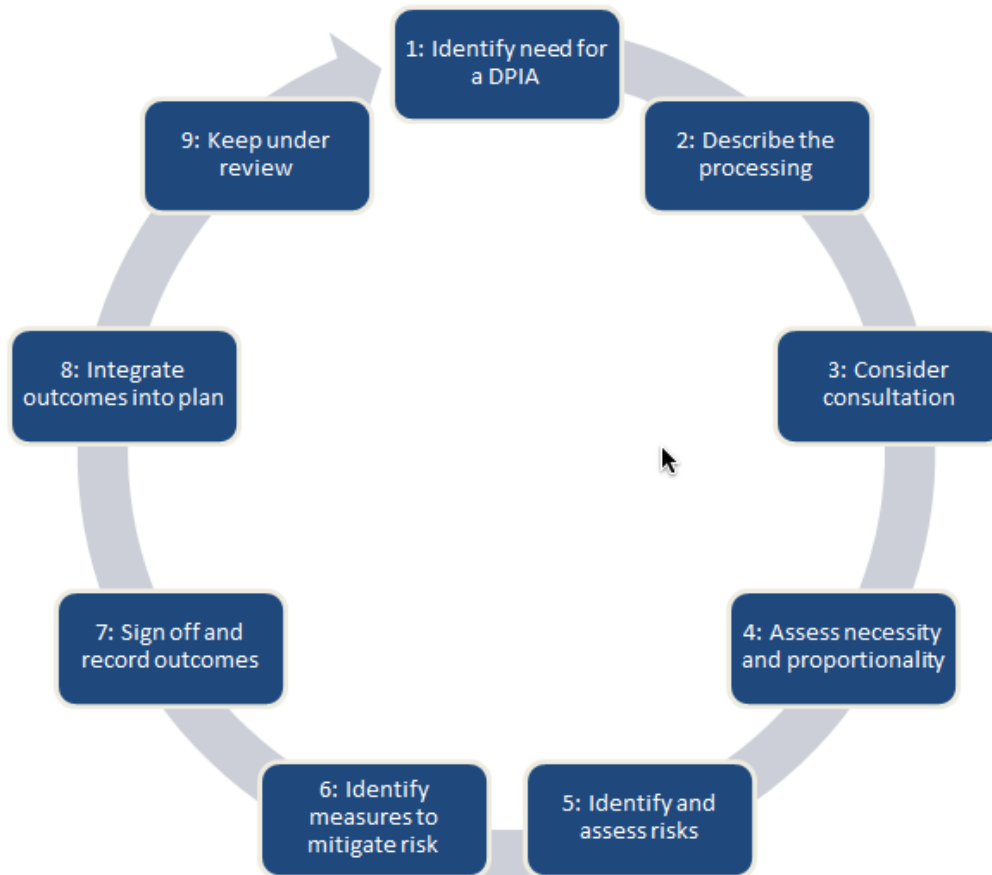 1: Identify need for
a DPIA
2: Describe the
processing
3: Consider
consultation
4: Assess necessity
and proportionality
5: Identify and
assess risks
6: Identify
measures to
mitigate risk
7: Sign off and
record outcomes
8: Integrate
outcomes into plan
9: Keep under
review